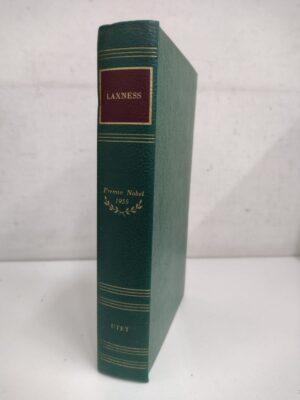 LAXNESS
Premio Nobel
1955
UTET